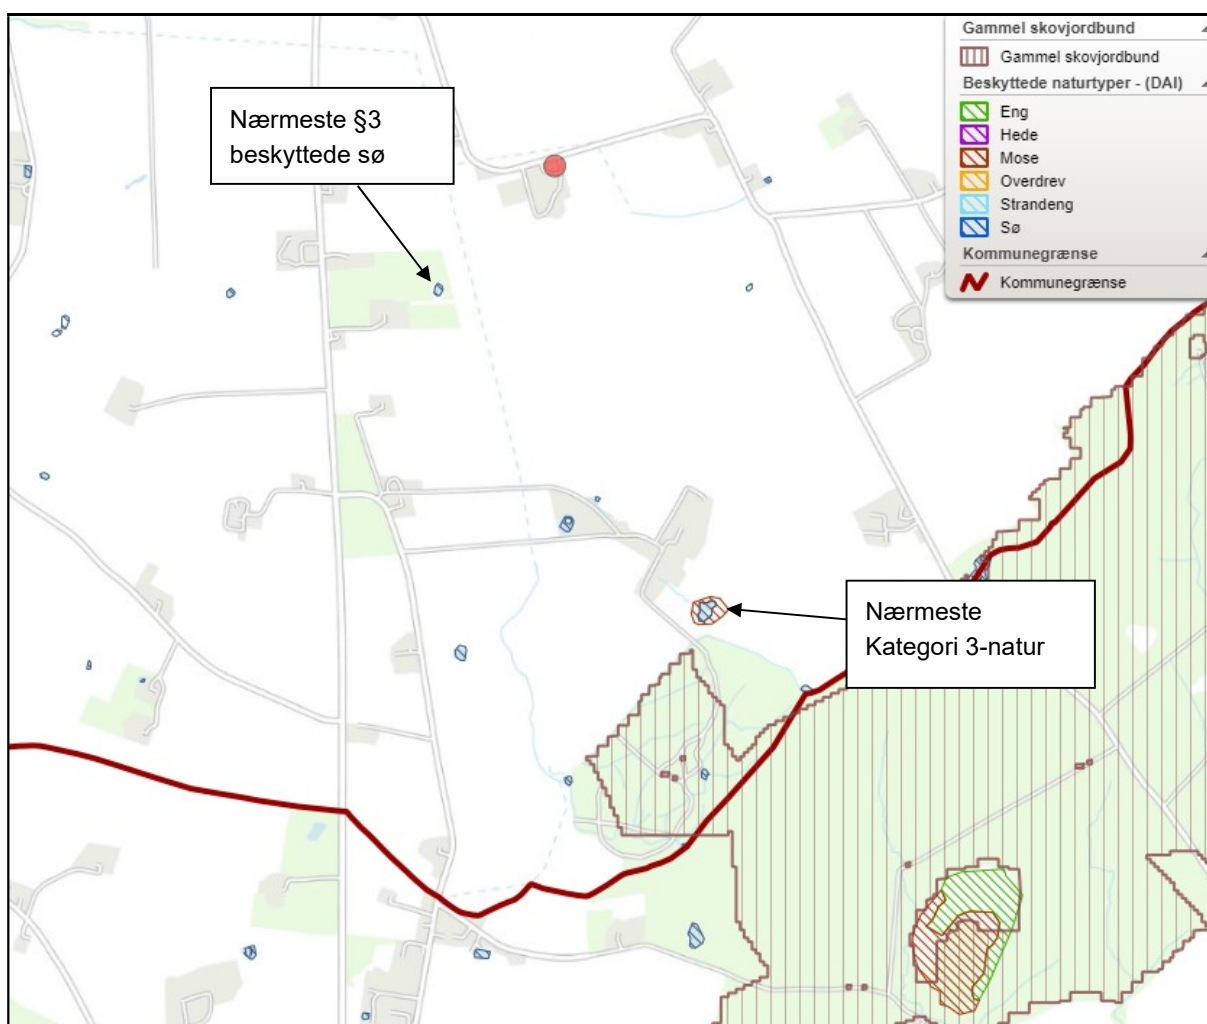 Nærmeste §3
beskyttede sø
Gammel skovjordbund
Gammel skovjordbund
Beskyttede naturtyper - (DAI)
Eng
Hede
Mose
Overdrev
Strandeng
Sø
Kommunegrænse
Kommunegrænse
Nærmeste
Kategori 3-natur